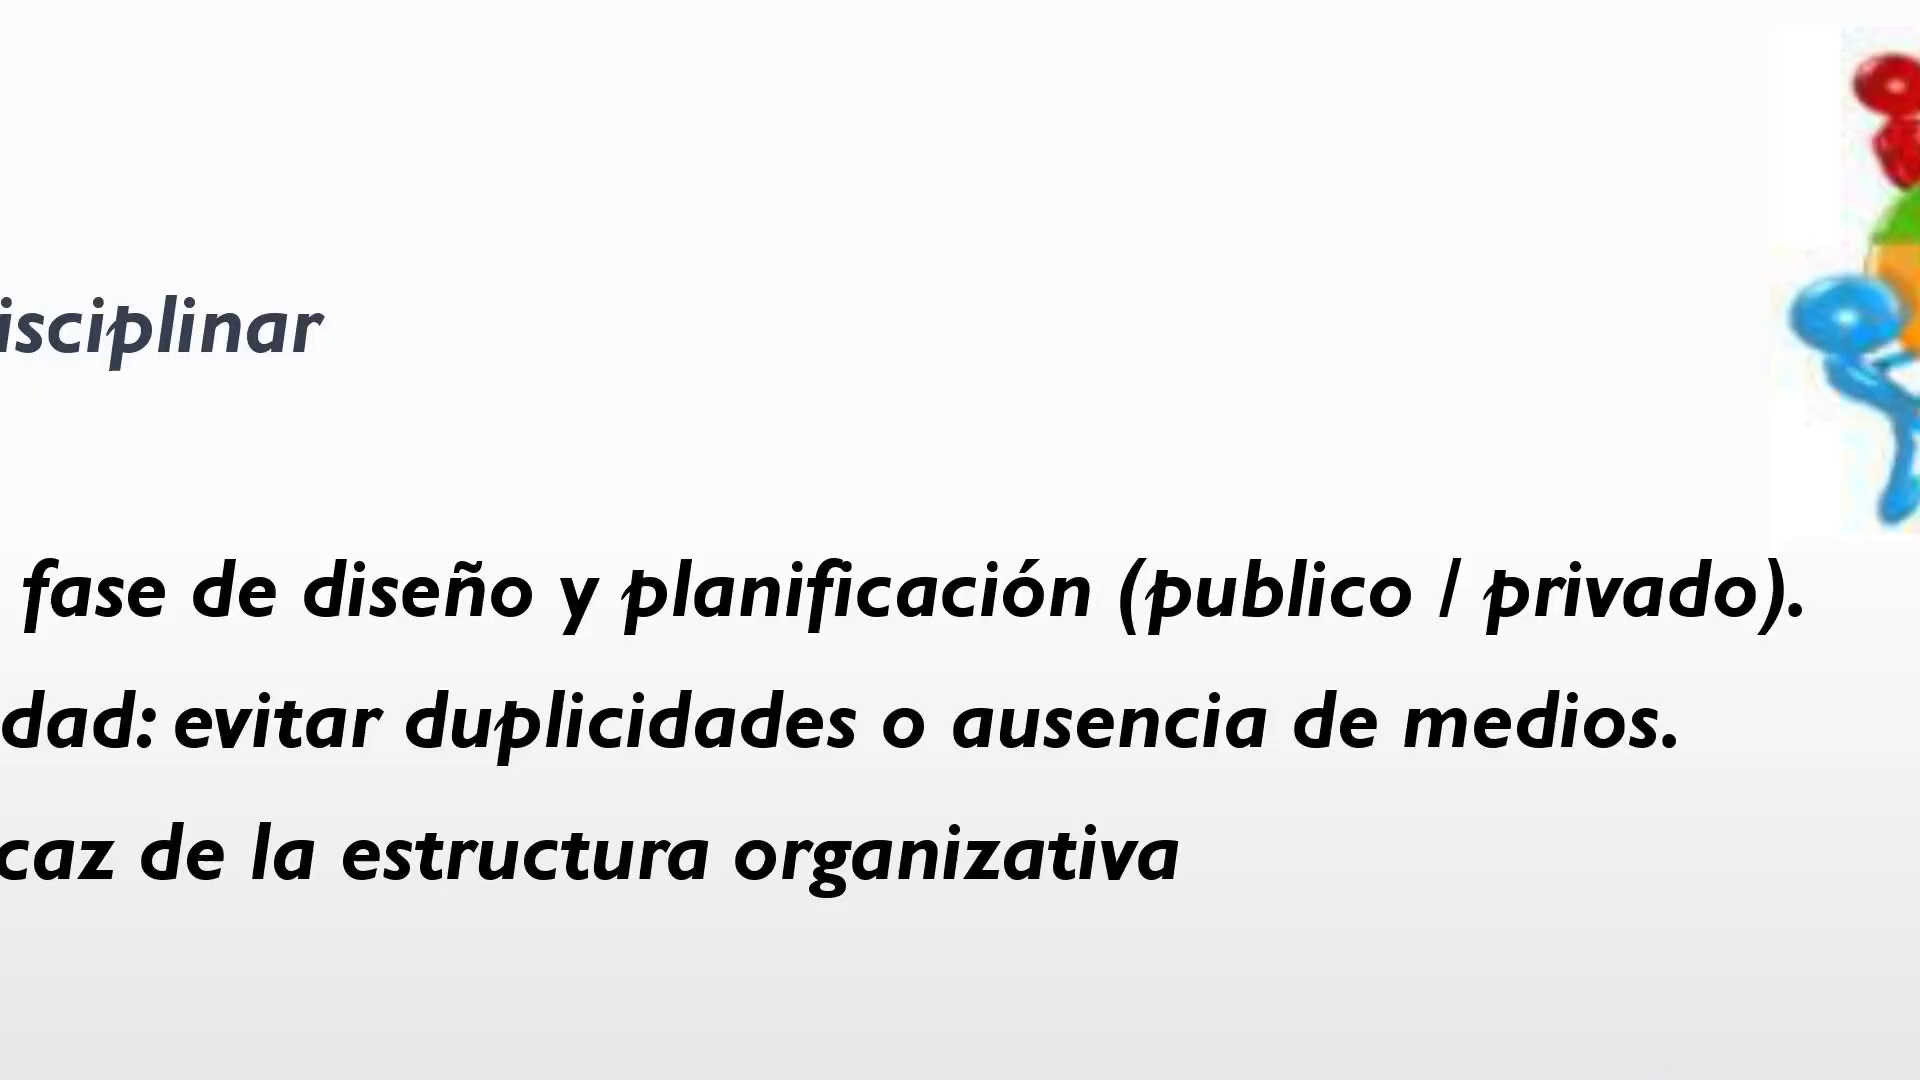 isciplinar
fase de diseño y planificación (publico / privado).
dad: evitar duplicidades o ausencia de medios.
caz de la estructura organizativa